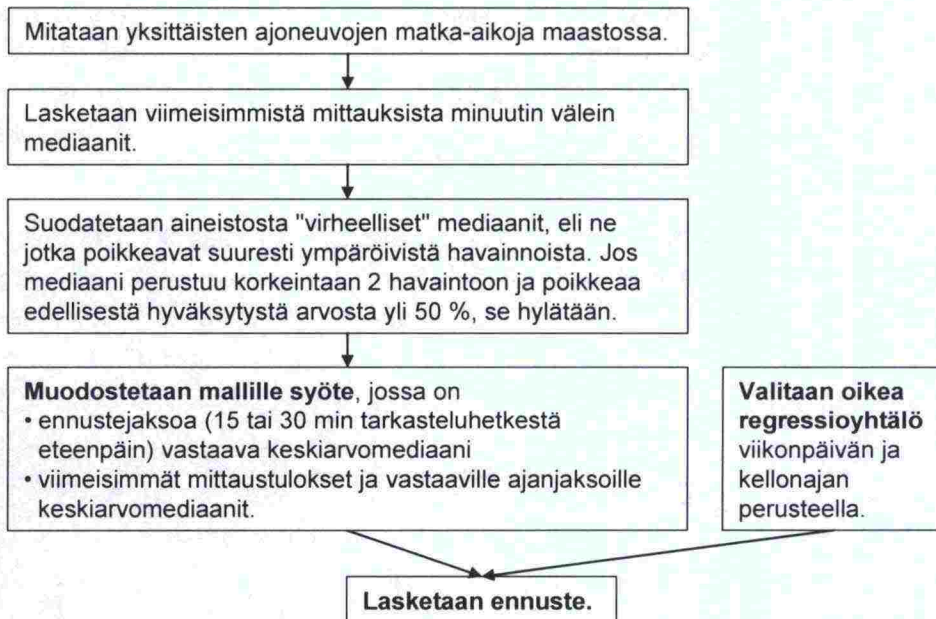 Mitataan yksittäisten ajoneuvojen matka-aikoja maastossa.
Lasketaan viimeisimmistä mittauksista minuutin välein
mediaanit.
Suodatetaan aineistosta "virheelliset" mediaanit, eli ne
jotka poikkeavat suuresti ympäröivistä havainnoista. Jos
mediaani perustuu korkeintaan 2 havaintoon ja poikkeaa
edellisestä hyväksytystä arvosta yli 50 %, se hylätään.
Muodostetaan mallille syöte, jossa on
• ennustejaksoa (15 tai 30 min tarkasteluhetkestä
eteenpäin) vastaava keskiarvomediaani
• viimeisimmät mittaustulokset ja vastaaville ajanjaksoille
keskiarvomediaanit.
Valitaan oikea
regressioyhtälö
viikonpäivän ja
kellonajan
perusteella.
Lasketaan ennuste.